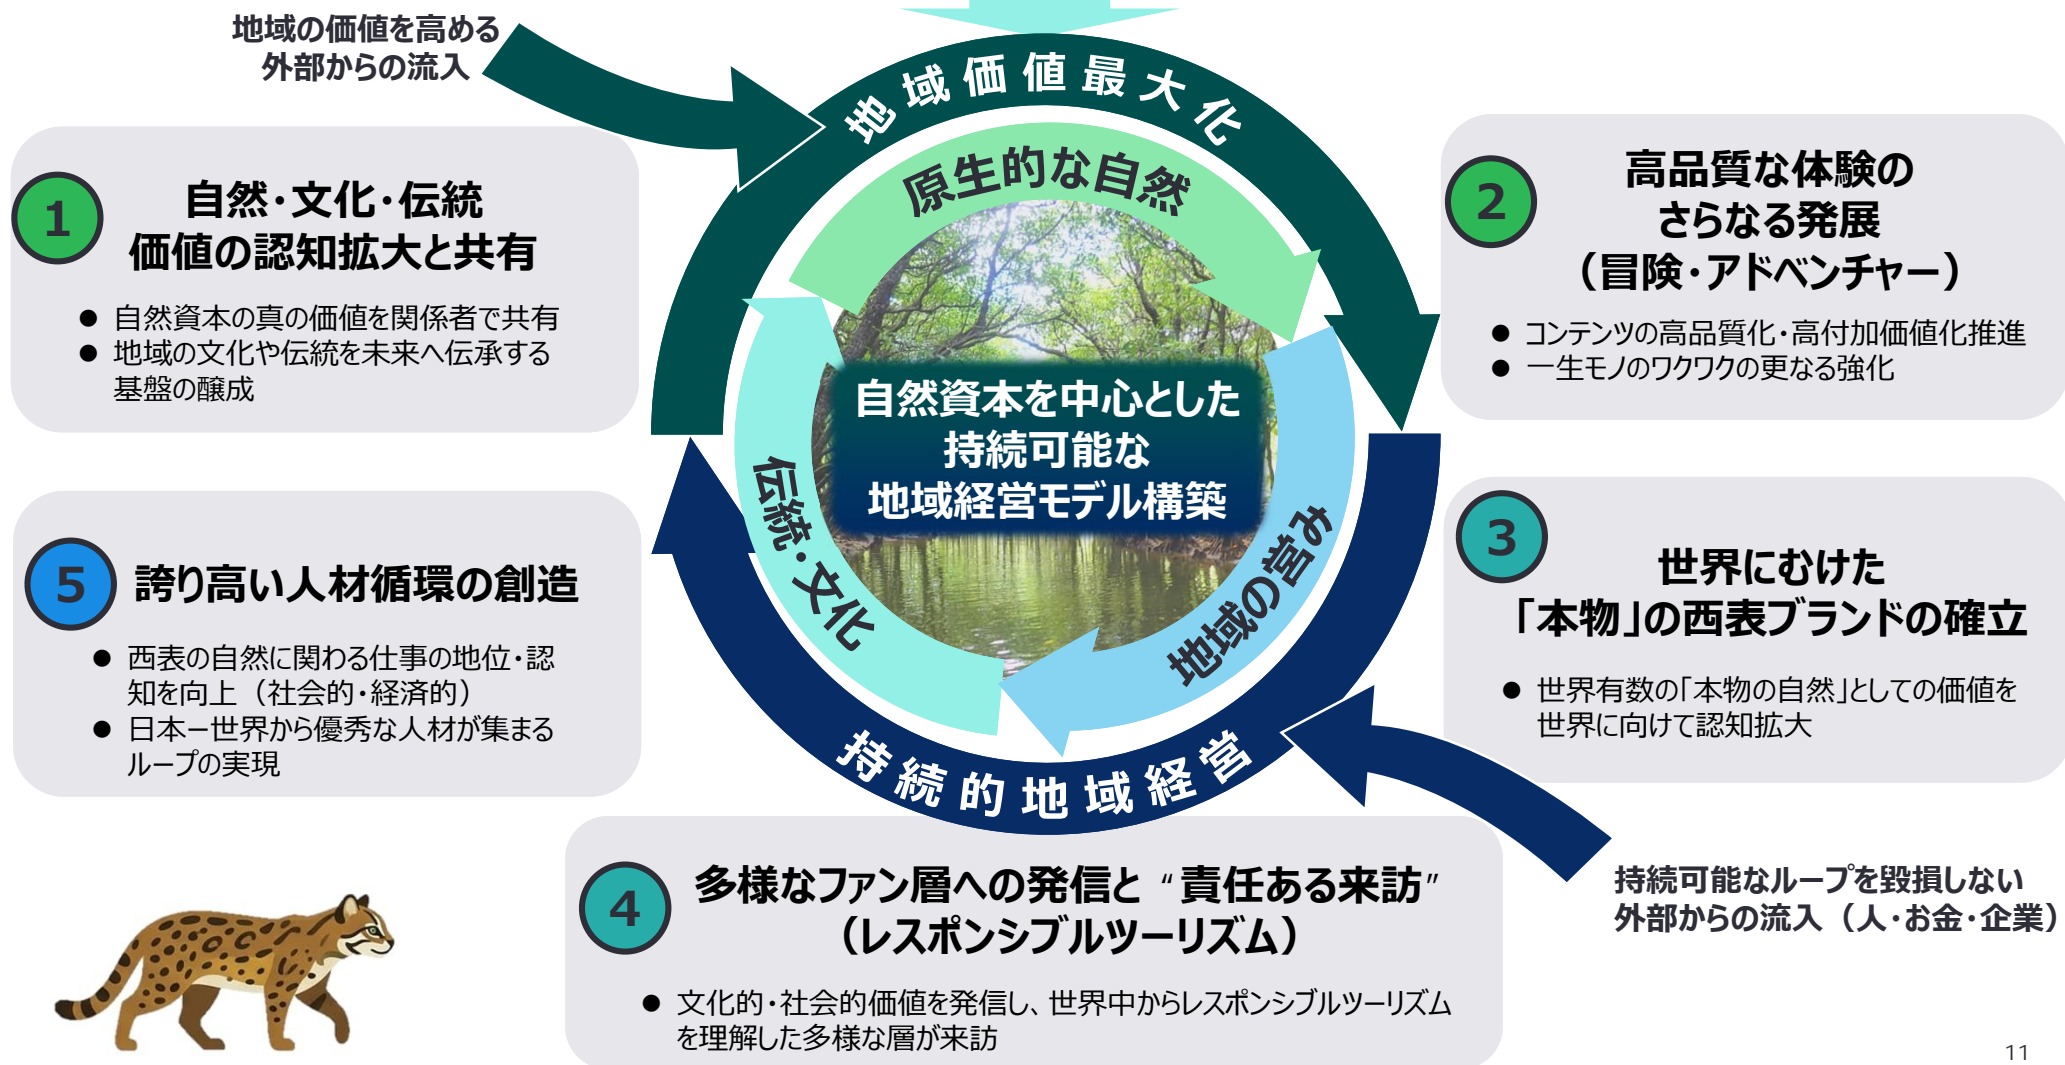 地域の価値を高める
外部からの流入
地域価値最大化
原生的な自然
地域の営み
伝統・文化
持続的地域経営
自然資本を中心とした
持続可能な
地域経営モデル構築
1
自然・文化・伝統
価値の認知拡大と共有
● 自然資本の真の価値を関係者で共有
● 地域の文化や伝統を未来へ伝承する
基盤の醸成
2
高品質な体験の
さらなる発展
（冒険・アドベンチャー）
● コンテンツの高品質化・高付加価値化推進
● 一生モノのワクワクの更なる強化
3
世界にむけた
「本物」の西表ブランドの確立
● 世界有数の「本物の自然」としての価値を
世界に向けて認知拡大
4
多様なファン層への発信と“責任ある来訪”
（レスポンシブルツーリズム）
● 文化的・社会的価値を発信し、世界中からレスポンシブルツーリズム
を理解した多様な層が来訪
5
誇り高い人材循環の創造
● 西表の自然に関わる仕事の地位・認
知を向上（社会的・経済的）
● 日本ー世界から優秀な人材が集まる
ループの実現
持続可能なループを毀損しない
外部からの流入（人・お金・企業）
11